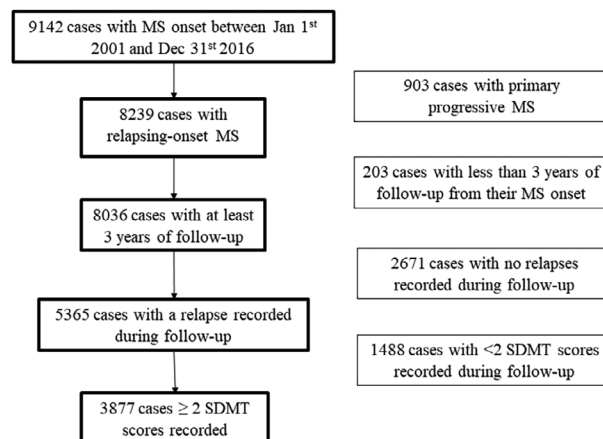 9142 cases with MS onset between Jan 1st
2001 and Dec 31st 2016
903 cases with primary
progressive MS
8239 cases with
relapsing-onset MS
203 cases with less than 3 years of
follow-up from their MS onset
8036 cases with at least
3 years of follow-up
2671 cases with no relapses
recorded during follow-up
5365 cases with a relapse recorded
during follow-up
1488 cases with <2 SDMT scores
recorded during follow-up
3877 cases ≥ 2 SDMT
scores recorded